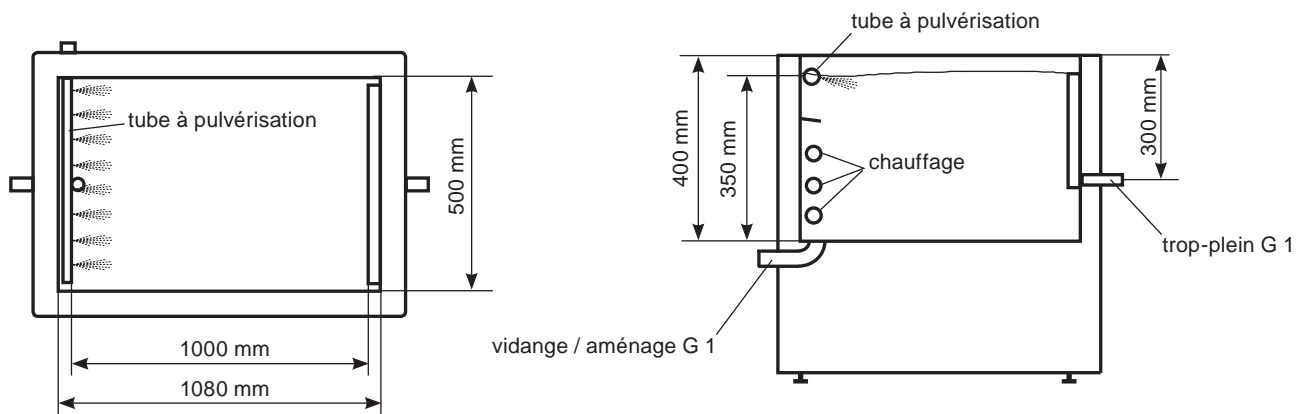 tube à pulvérisation
500 mm
1000 mm
1080 mm
tube à pulvérisation
400 mm
350 mm
chauffage
300 mm
trop-plein G 1
vidange / aménage G 1